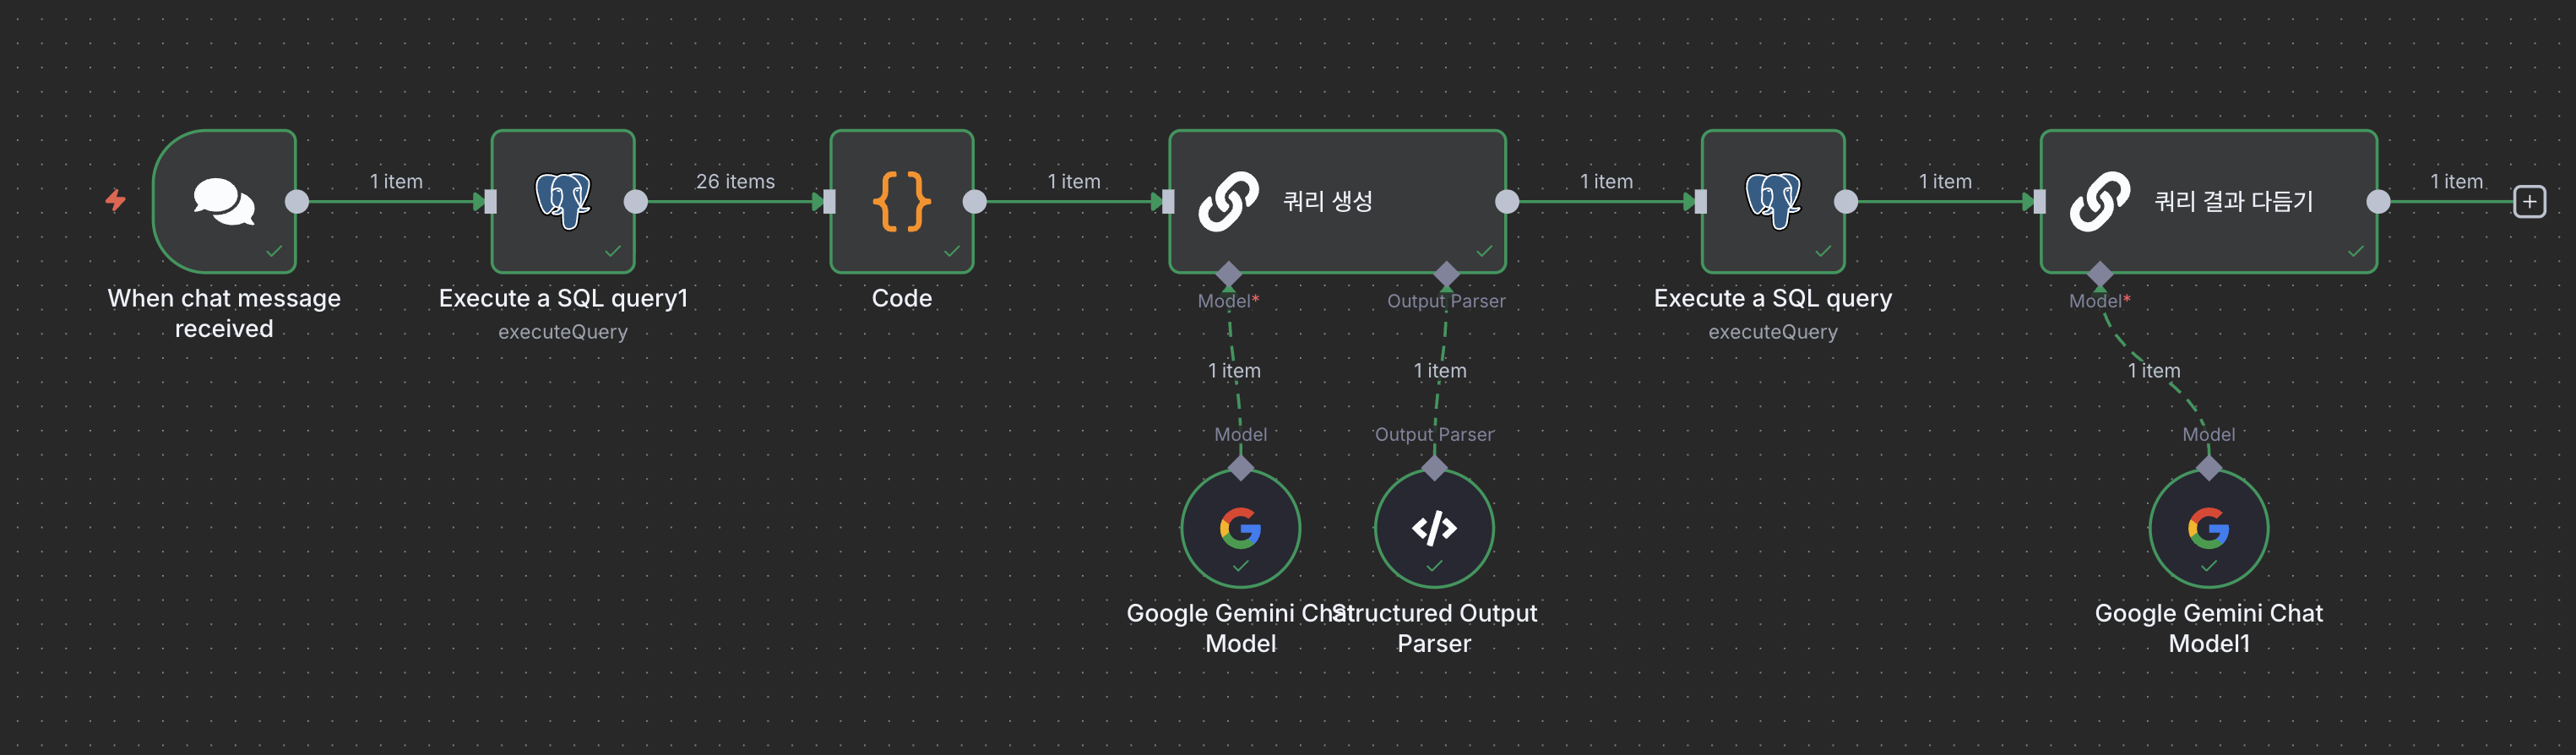 1 item
26 items
1 item
1 item
1 item
1 item
쿼리 생성
쿼리 결과 다듬기
When chat message
received
Execute a SQL query1
executeQuery
Code
Model*
Output Parser
Execute a SQL query
executeQuery
Model*
1 item
1 item
1 item
Model
Output Parser
Model
Google Gemini Chat
Model
Structured Output
Parser
Google Gemini Chat
Model1